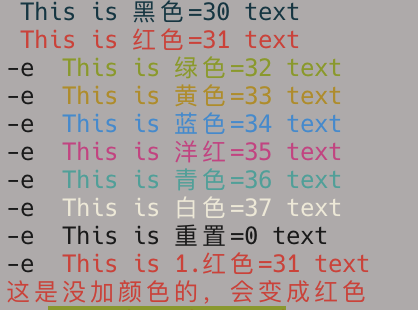 This is 黑色=30 text
This is 红色=31 text
-e  This is 绿色=32 text
-e  This is 黄色=33 text
-e  This is 蓝色=34 text
-e  This is 洋红=35 text
-e  This is 青色=36 text
-e  This is 白色=37 text
-e  This is 重置=0 text
-e  This is 1.红色=31 text
这是没加颜色的，会变成红色